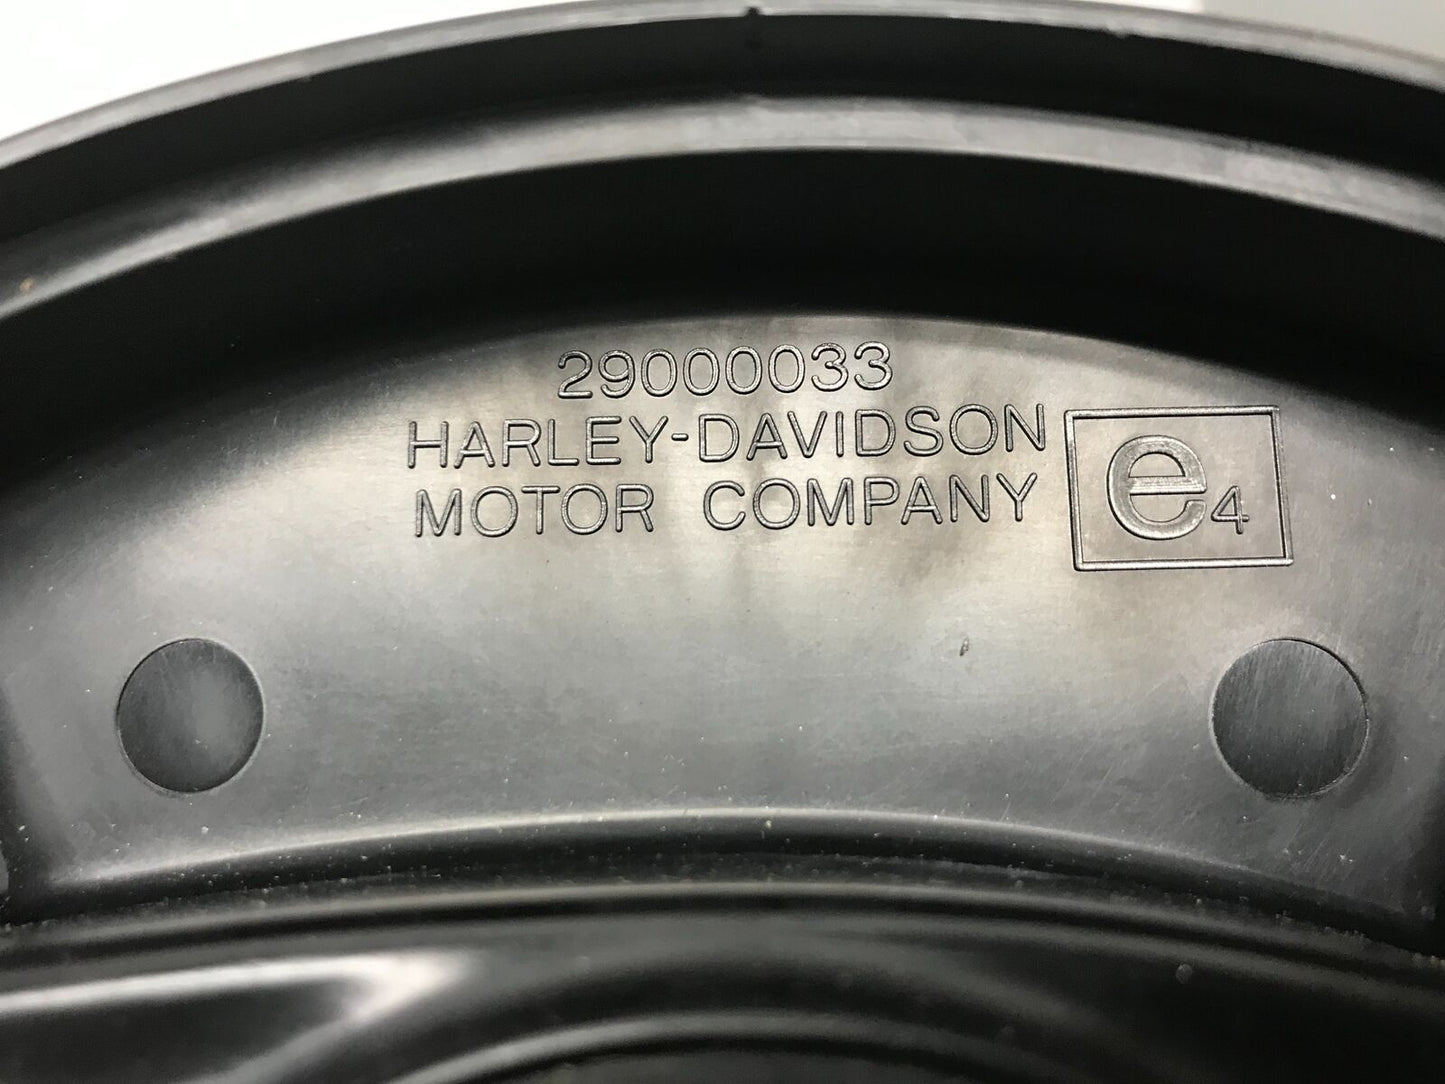 29000033
HARLEY-DAVIDSON
MOTOR COMPANY
e4